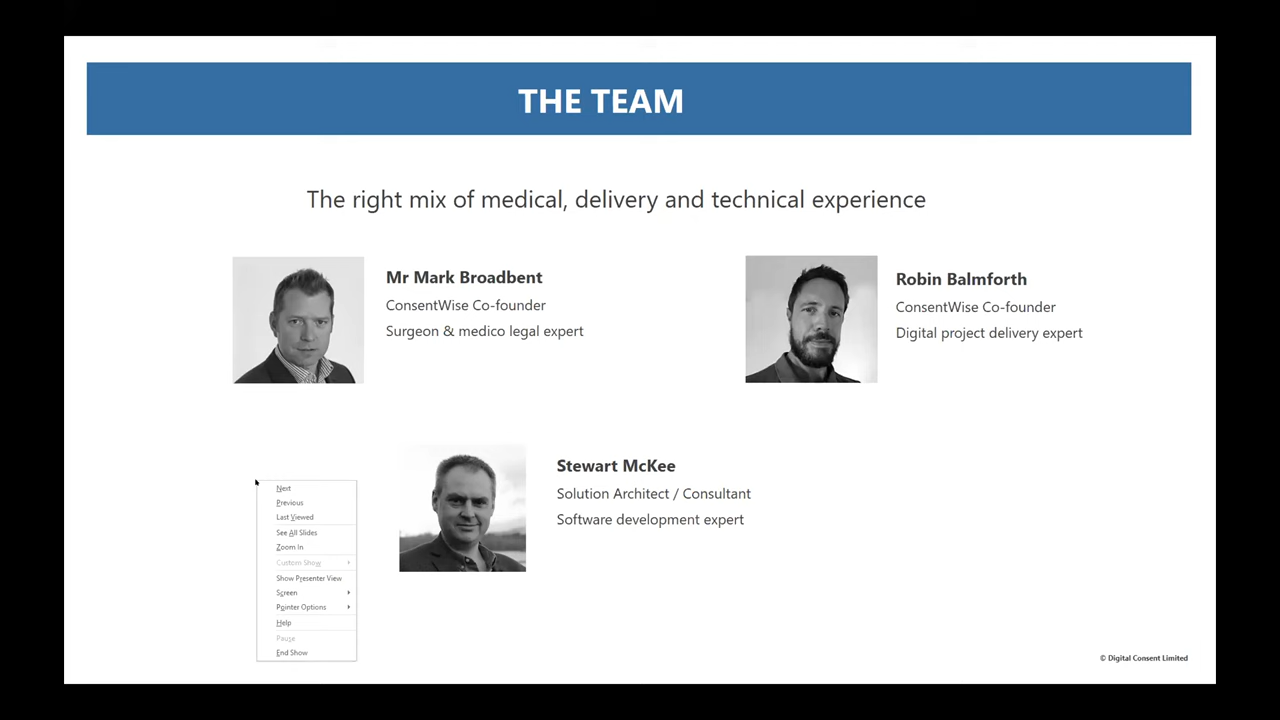 THE TEAM
The right mix of medical, delivery and technical experience
Mr Mark Broadbent
ConsentWise Co-founder
Surgeon & medico legal expert
Robin Balmforth
ConsentWise Co-founder
Digital project delivery expert
Stewart McKee
Solution Architect / Consultant
Software development expert
Next
Previous
Last Viewed
See All Slides
Zoom In
Custom Show
Show Presenter View
Screen
Pointer Options
Help
Pause
End Show
© Digital Consent Limited